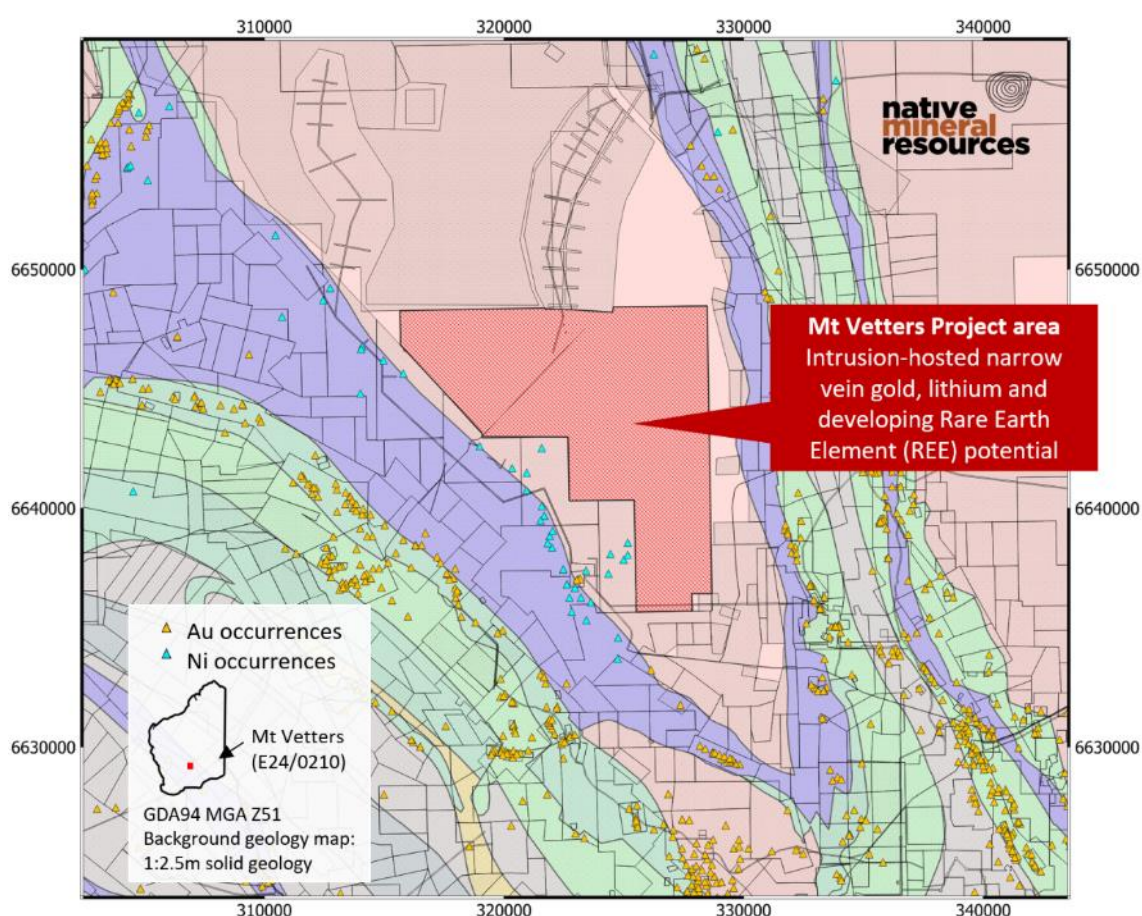 310000 320000 330000 340000
native
mineral
resources
6650000 6650000
Mt Vetters Project area
Intrusion-hosted narrow
vein gold, lithium and
developing Rare Earth
Element (REE) potential
6640000 6640000
Au occurrences
Ni occurrences
Mt Vetters
(E24/0210)
6630000 6630000
GDA94 MGA Z51
Background geology map:
1:2.5m solid geology
310000 320000 330000 340000